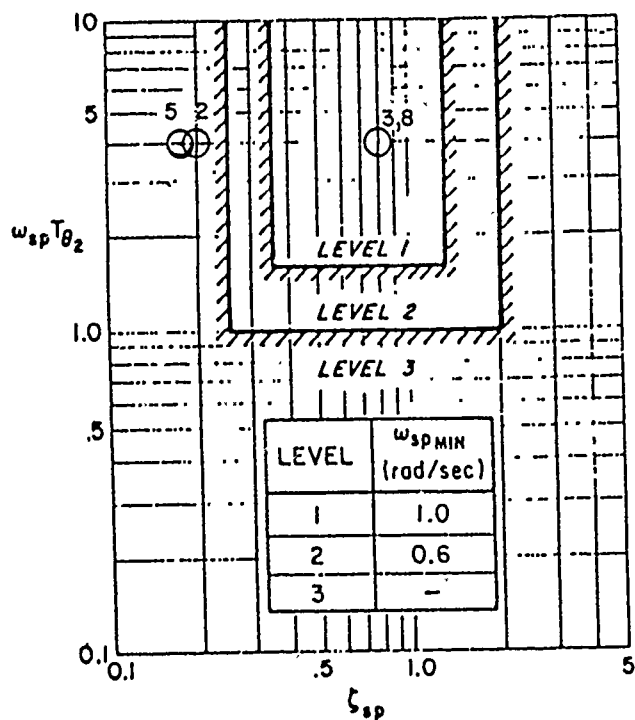 10
5
5 2
3,8
ω_sp T_θ2
LEVEL 1
LEVEL 2
1.0
LEVEL 3
.5
LEVEL ω_sp MIN (rad/sec)
1 1.0
2 0.6
3 –
0.1
0.1 .5 1.0 5
ζ_sp